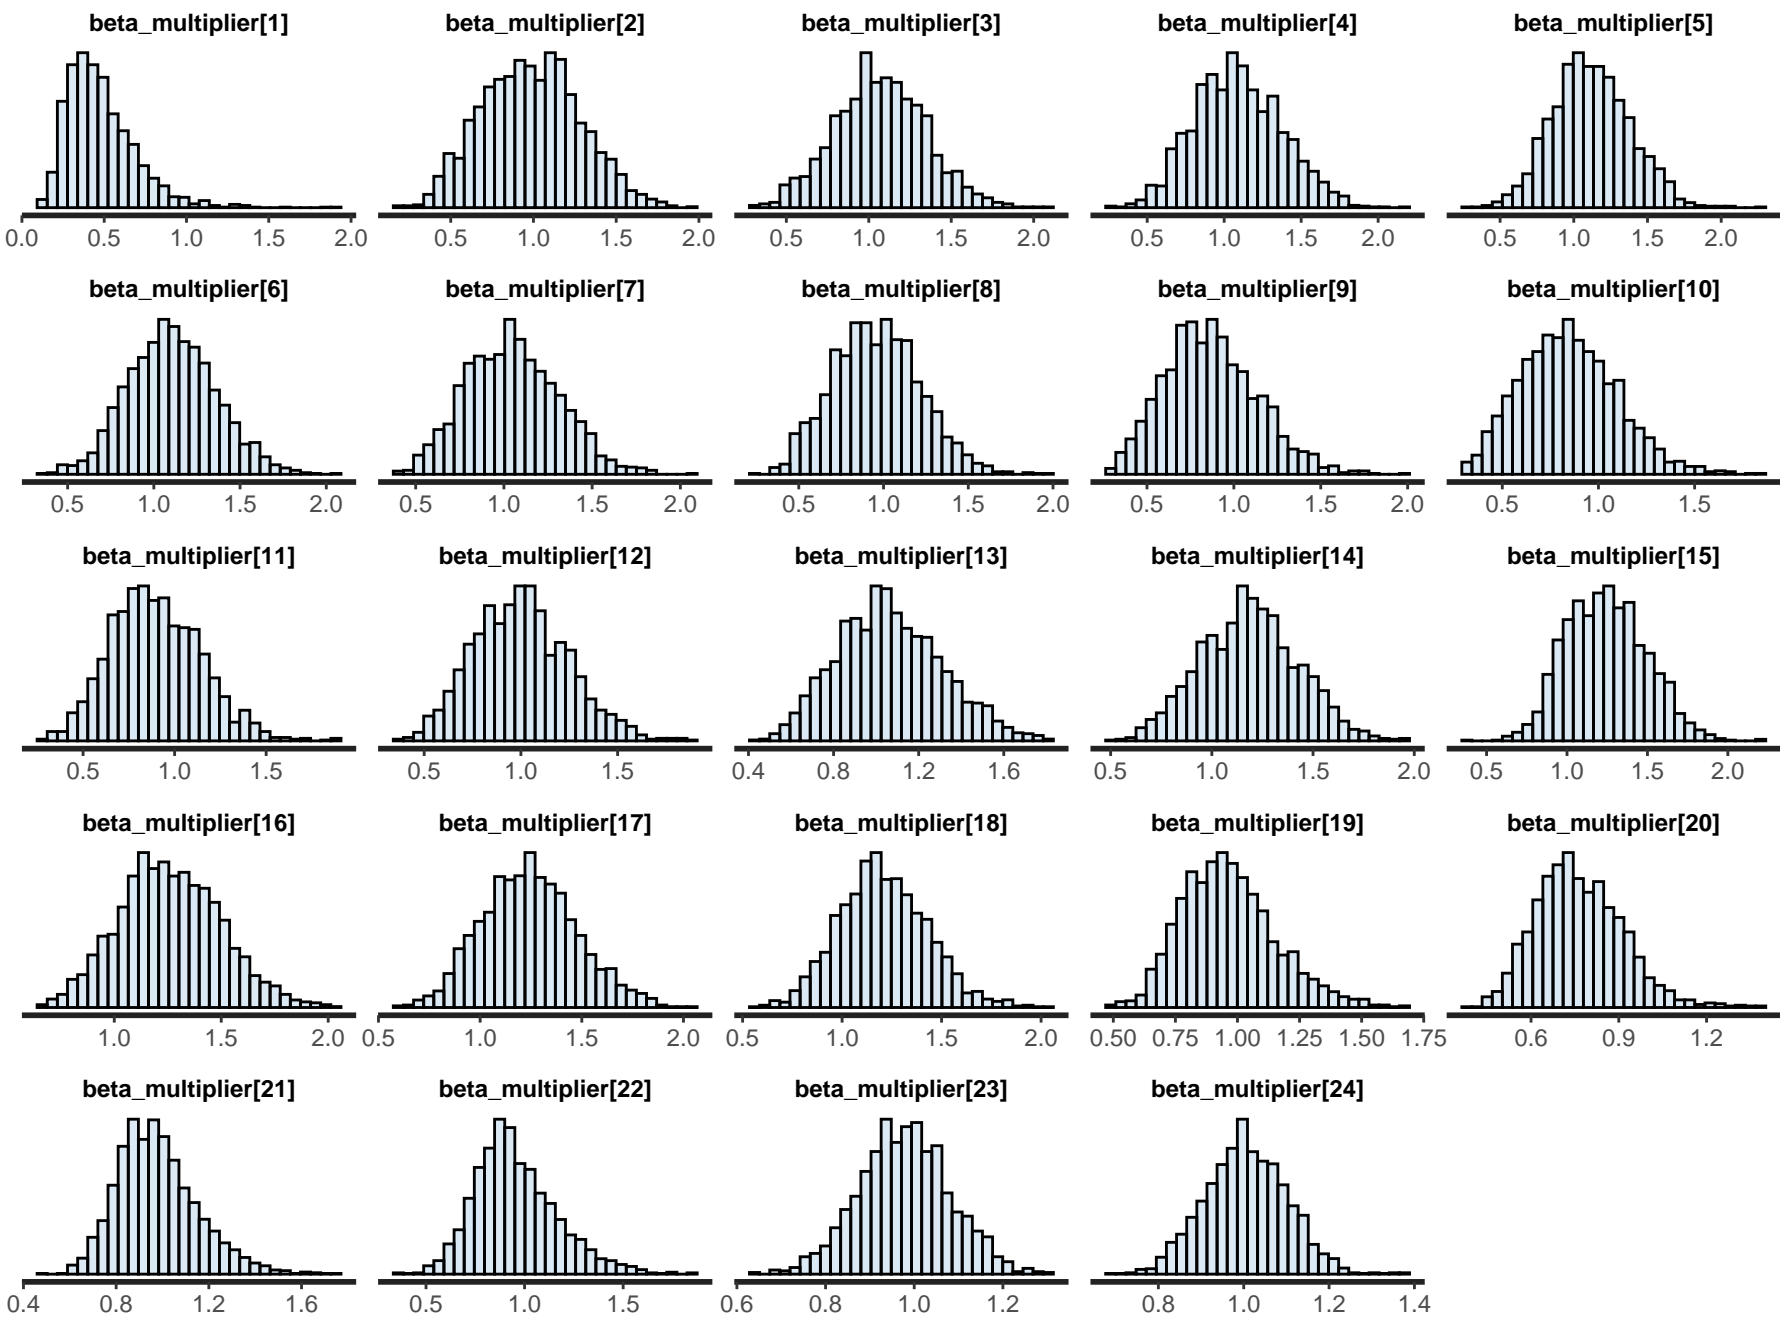 beta_multiplier[1] beta_multiplier[2] beta_multiplier[3] beta_multiplier[4] beta_multiplier[5]
0.0 0.5 1.0 1.5 2.0 0.5 1.0 1.5 2.0 0.5 1.0 1.5 2.0 0.5 1.0 1.5 2.0 0.5 1.0 1.5 2.0
beta_multiplier[6] beta_multiplier[7] beta_multiplier[8] beta_multiplier[9] beta_multiplier[10]
0.5 1.0 1.5 2.0 0.5 1.0 1.5 2.0 0.5 1.0 1.5 2.0 0.5 1.0 1.5 2.0 0.5 1.0 1.5
beta_multiplier[11] beta_multiplier[12] beta_multiplier[13] beta_multiplier[14] beta_multiplier[15]
0.5 1.0 1.5 0.5 1.0 1.5 0.4 0.8 1.2 1.6 0.5 1.0 1.5 2.0 0.5 1.0 1.5 2.0
beta_multiplier[16] beta_multiplier[17] beta_multiplier[18] beta_multiplier[19] beta_multiplier[20]
1.0 1.5 2.0 0.5 1.0 1.5 2.0 0.5 1.0 1.5 2.0 0.50 0.75 1.00 1.25 1.50 1.75 0.6 0.9 1.2
beta_multiplier[21] beta_multiplier[22] beta_multiplier[23] beta_multiplier[24]
0.4 0.8 1.2 1.6 0.5 1.0 1.5 0.6 0.8 1.0 1.2 0.8 1.0 1.2 1.4